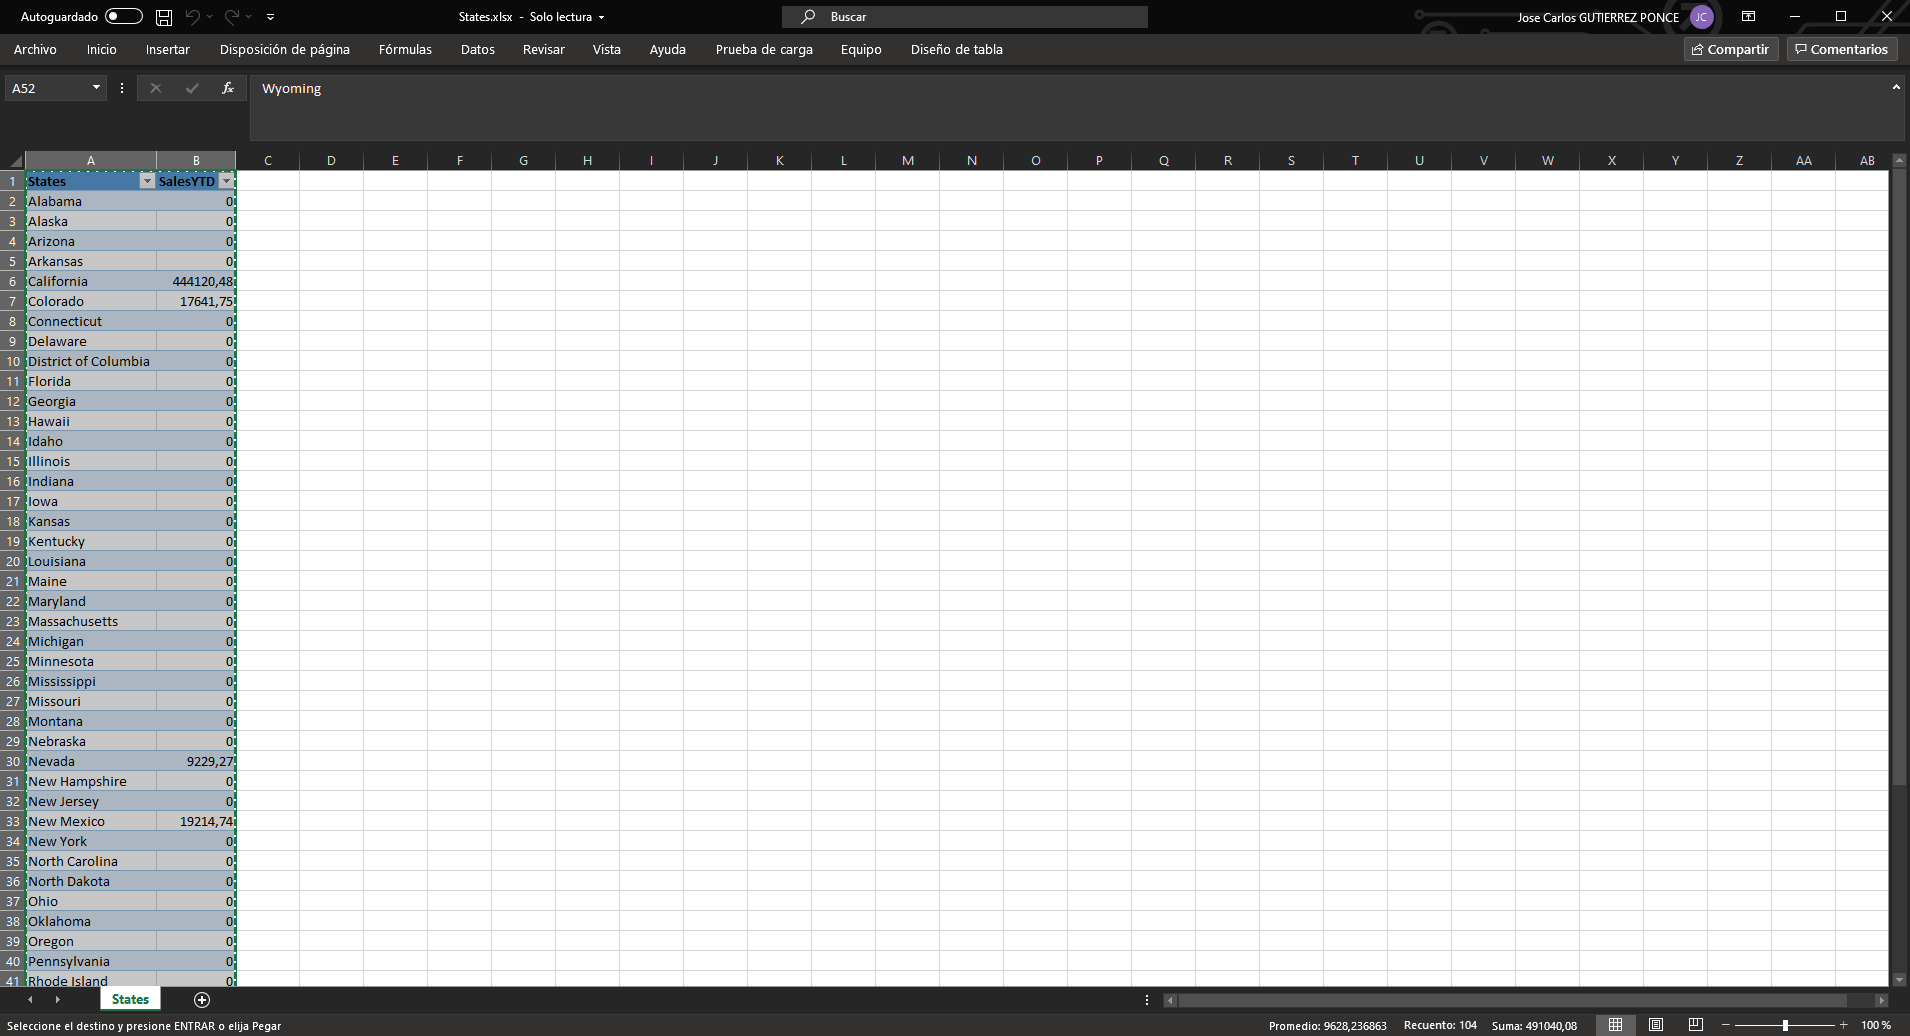 Autoguardado States.xlsx - Solo lectura Buscar Jose Carlos GUTIERREZ PONCE JC
Archivo Inicio Insertar Disposición de página Fórmulas Datos Revisar Vista Ayuda Prueba de carga Equipo Diseño de tabla Compartir Comentarios
A52 fx Wyoming
A B C D E F G H I J K L M N O P Q R S T U V W X Y Z AA AB
1 States SalesYTD
2 Alabama 0
3 Alaska 0
4 Arizona 0
5 Arkansas 0
6 California 444120,48
7 Colorado 17641,75
8 Connecticut 0
9 Delaware 0
10 District of Columbia 0
11 Florida 0
12 Georgia 0
13 Hawaii 0
14 Idaho 0
15 Illinois 0
16 Indiana 0
17 Iowa 0
18 Kansas 0
19 Kentucky 0
20 Louisiana 0
21 Maine 0
22 Maryland 0
23 Massachusetts 0
24 Michigan 0
25 Minnesota 0
26 Mississippi 0
27 Missouri 0
28 Montana 0
29 Nebraska 0
30 Nevada 9229,27
31 New Hampshire 0
32 New Jersey 0
33 New Mexico 19214,74
34 New York 0
35 North Carolina 0
36 North Dakota 0
37 Ohio 0
38 Oklahoma 0
39 Oregon 0
40 Pennsylvania 0
41 Rhode Island 0
States
Seleccione el destino y presione ENTRAR o elija Pegar Promedio: 9628,236863 Recuento: 104 Suma: 491040,08 100 %